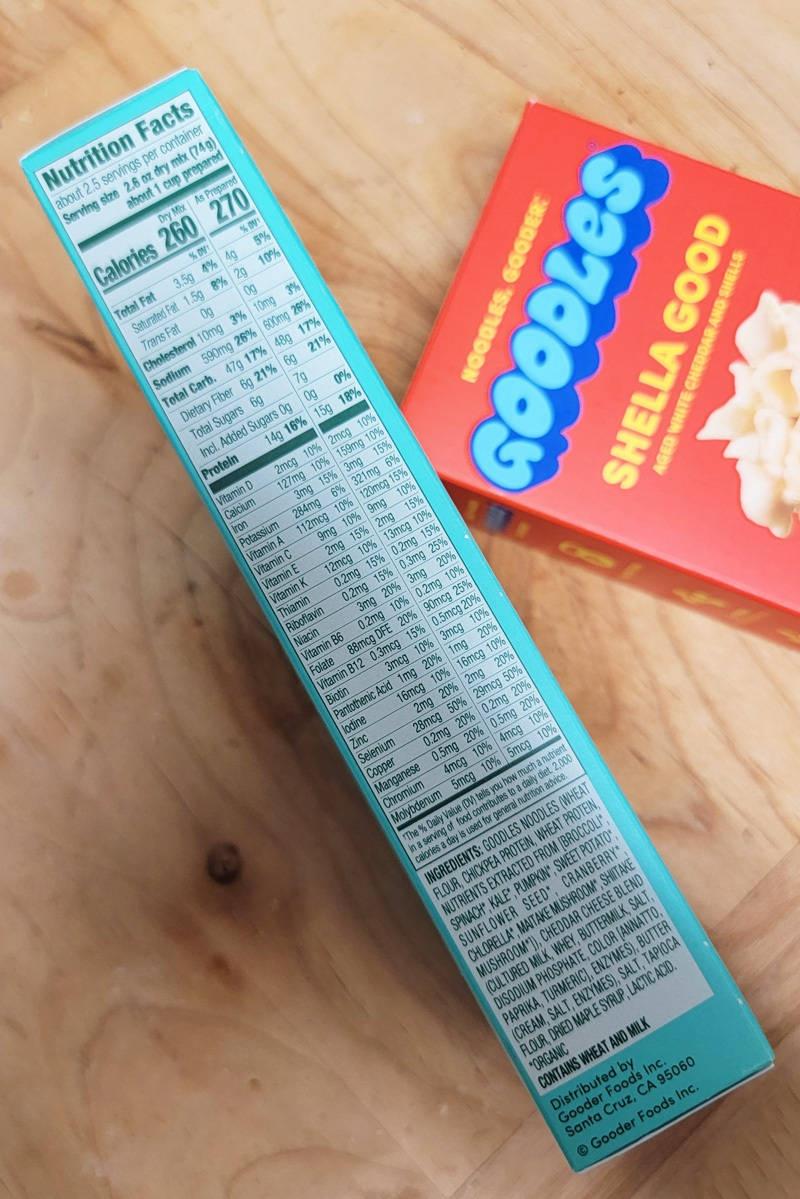 Nutrition Facts
about 2.5 servings per container
Serving size 2.6 oz dry mix (74g)
about 1 cup prepared
Dry Mix As Prepared
Calories 260 270
% DV* % DV*
Total Fat 3.5g 4% 4g 5%
Saturated Fat 1.5g 8% 2g 10%
Trans Fat 0g 0g
Cholesterol 10mg 3% 10mg 3%
Sodium 590mg 26% 600mg 26%
Total Carb. 47g 17% 48g 17%
Dietary Fiber 6g 21% 6g 21%
Total Sugars 6g 7g
Incl. Added Sugars 0g 0g 0%
Protein 14g 16% 15g 18%
Vitamin D 2mcg 10% 2mcg 10%
Calcium 127mg 10% 159mg 10%
Iron 3mg 15% 3mg 15%
Potassium 284mg 6% 321mg 6%
Vitamin A 112mcg 10% 120mcg 15%
Vitamin C 9mg 10% 9mg 10%
Vitamin E 2mg 15% 2mg 15%
Vitamin K 12mcg 10% 13mcg 10%
Thiamin 0.2mg 15% 0.2mg 15%
Riboflavin 0.2mg 15% 0.3mg 25%
Niacin 3mg 20% 3mg 20%
Vitamin B6 0.2mg 10% 0.2mg 10%
Folate 88mcg DFE 20% 90mcg 25%
Vitamin B12 0.3mcg 15% 0.5mcg 20%
Biotin 3mcg 10% 3mcg 10%
Pantothenic Acid 1mg 20% 1mg 20%
Iodine 16mcg 10% 16mcg 10%
Zinc 2mg 20% 2mg 20%
Selenium 28mcg 50% 29mcg 50%
Copper 0.2mg 20% 0.2mg 20%
Manganese 0.5mg 20% 0.5mg 20%
Chromium 4mcg 10% 4mcg 10%
Molybdenum 5mcg 10% 5mcg 10%
*The % Daily Value (DV) tells you how much a nutrient
in a serving of food contributes to a daily diet. 2,000
calories a day is used for general nutrition advice.
INGREDIENTS: GOODLES NOODLES (WHEAT
FLOUR, CHICKPEA PROTEIN, WHEAT PROTEIN,
NUTRIENTS EXTRACTED FROM [BROCCOLI*
SPINACH* KALE* PUMPKIN* SWEET POTATO*
SUNFLOWER SEED*, CRANBERRY*
CHLORELLA* MAITAKE MUSHROOM* SHIITAKE
MUSHROOM*]), CHEDDAR CHEESE BLEND
CULTURED MILK, WHEY, BUTTERMILK, SALT,
DISODIUM PHOSPHATE, COLOR [ANNATTO,
PAPRIKA, TURMERIC], ENZYMES), BUTTER
(CREAM, SALT, ENZYMES), SALT, TAPIOCA
FLOUR, DRIED MAPLE SYRUP, LACTIC ACID.
*ORGANIC
CONTAINS WHEAT AND MILK
Distributed by
Gooder Foods Inc.
Santa Cruz, CA 95060
© Gooder Foods Inc.
NOODLES, GOODER.
GOODLES
SHELLA GOOD
AGED WHITE CHEDDAR AND SHELLS